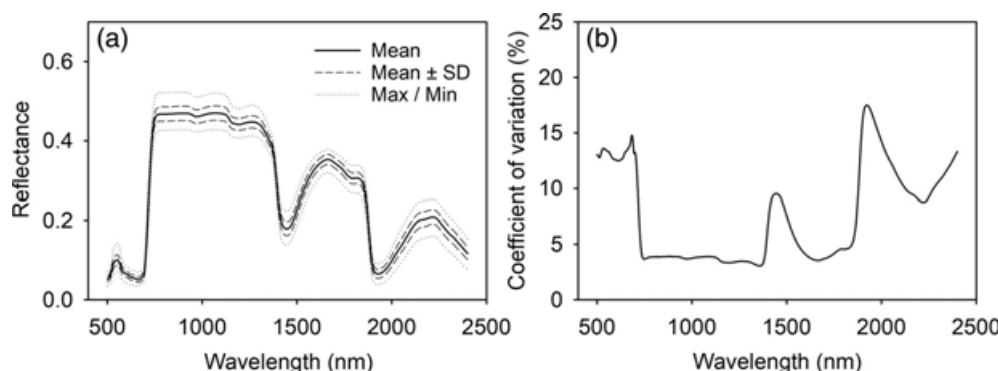 (a)
Mean
Mean ± SD
Max / Min
Reflectance
0.6
0.4
0.2
0.0
500 1000 1500 2000 2500
Wavelength (nm)
(b)
Coefficient of variation (%)
25
20
15
10
5
0
500 1000 1500 2000 2500
Wavelength (nm)